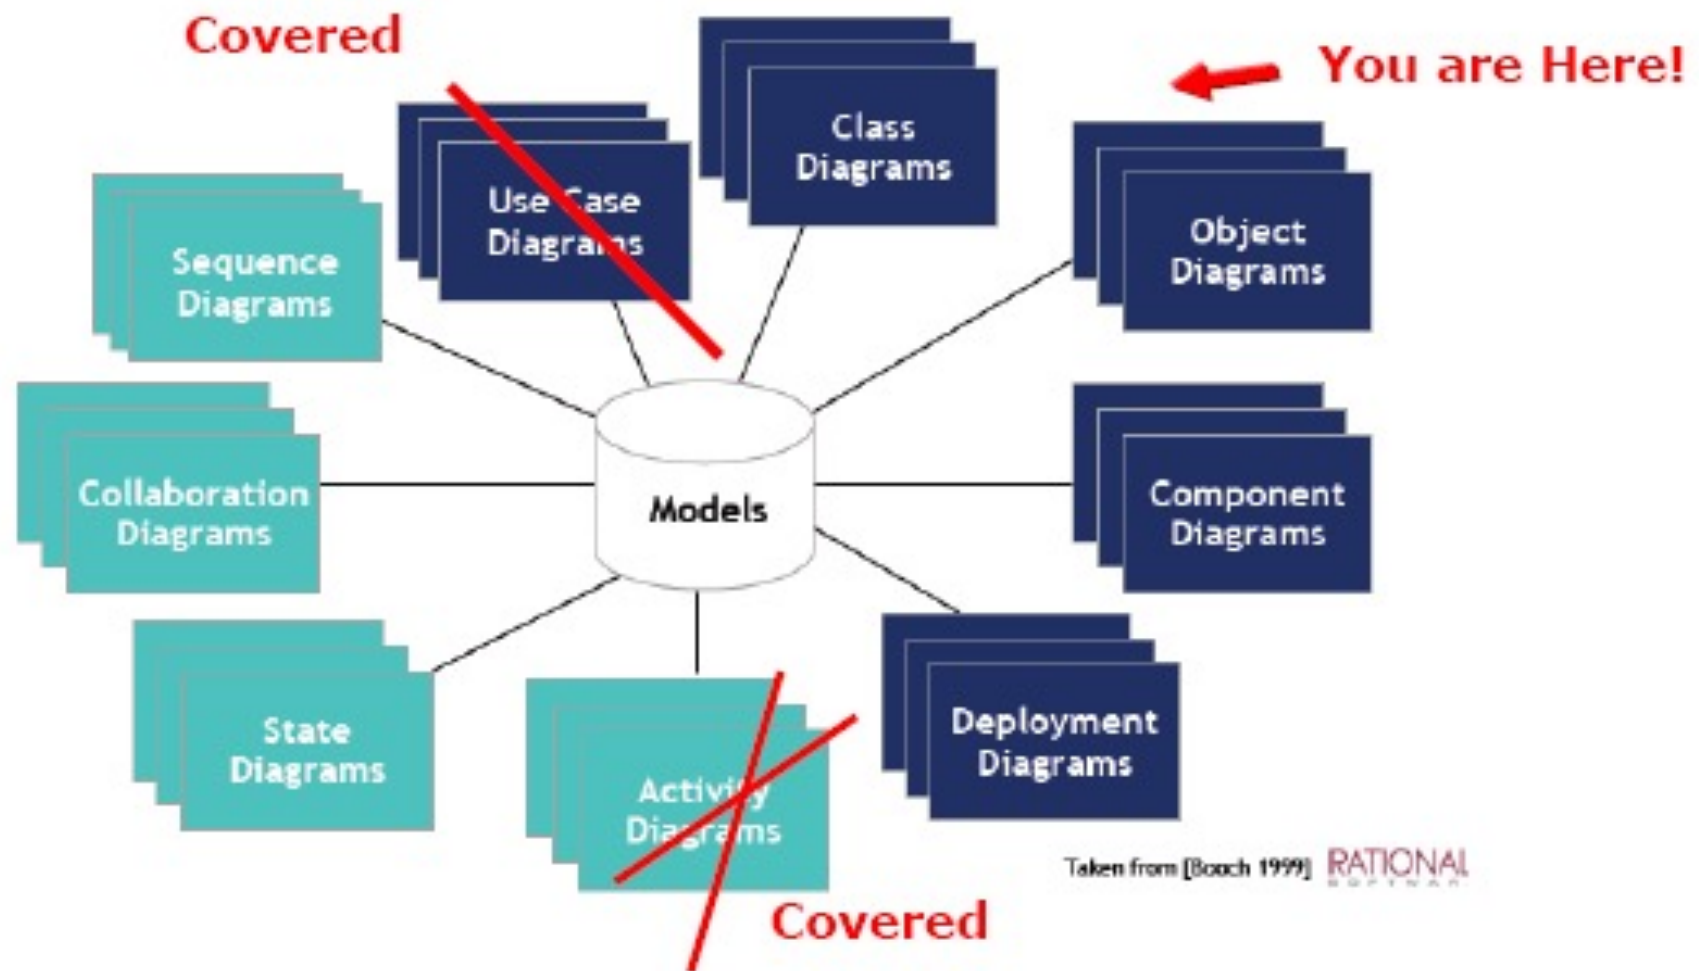 Covered
You are Here!
Class
Diagrams
Use Case
Diagrams
Object
Diagrams
Sequence
Diagrams
Collaboration
Diagrams
Models
Component
Diagrams
State
Diagrams
Activity
Diagrams
Deployment
Diagrams
Taken from [Booch 1999]
RATIONAL
SOFTWARE
Covered